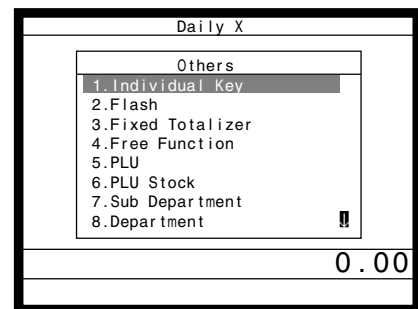 Daily X
Others
1.Individual Key
2.Flash
3.Fixed Totalizer
4.Free Function
5.PLU
6.PLU Stock
7.Sub Department
8.Department
0.00